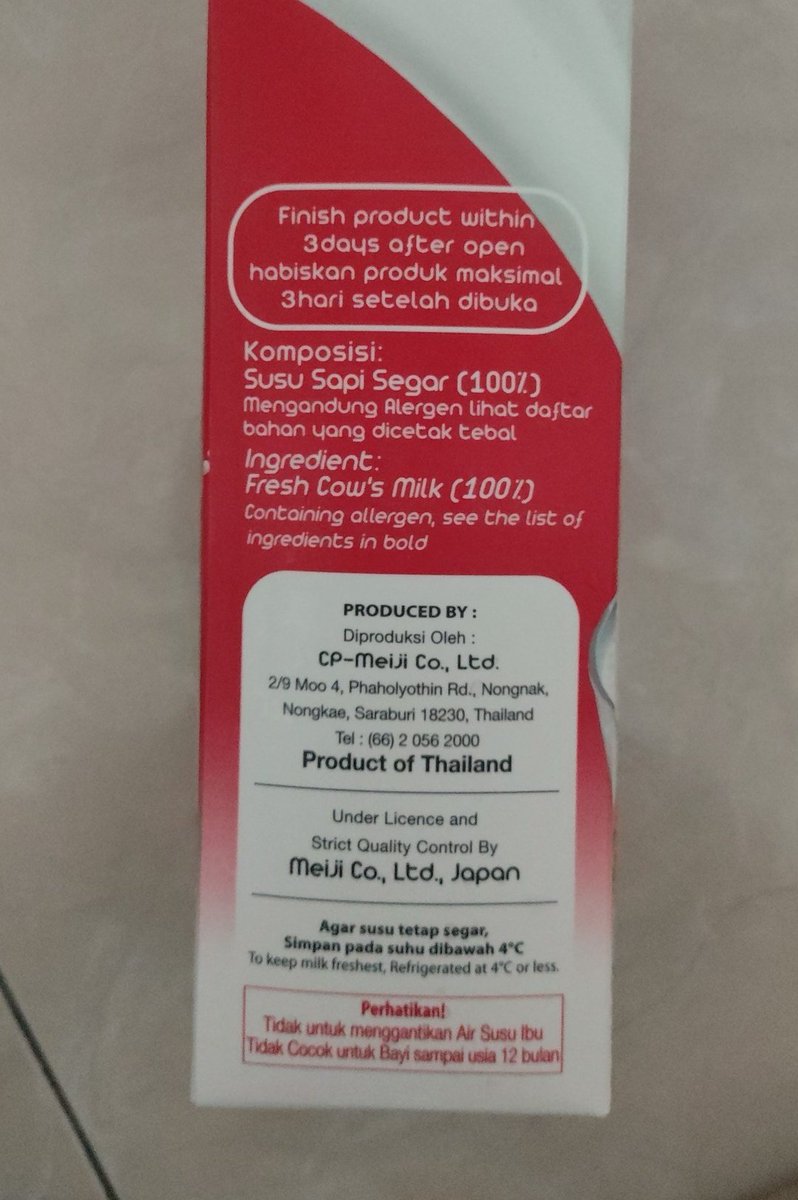 Finish product within
3days after open
habiskan produk maksimal
3hari setelah dibuka
Komposisi:
Susu Sapi Segar (100%)
Mengandung Alergen lihat daftar
bahan yang dicetak tebal
Ingredient:
Fresh Cow's Milk (100%)
Containing allergen, see the list of
ingredients in bold
PRODUCED BY :
Diproduksi Oleh :
CP-Meiji Co., Ltd.
2/9 Moo 4, Phaholyothin Rd., Nongnak,
Nongkae, Saraburi 18230, Thailand
Tel : (66) 2 056 2000
Product of Thailand
Under Licence and
Strict Quality Control By
Meiji Co., Ltd., Japan
Agar susu tetap segar,
Simpan pada suhu dibawah 4°C
To keep milk freshest, Refrigerated at 4°C or less.
Perhatikan!
Tidak untuk menggantikan Air Susu Ibu
Tidak Cocok untuk Bayi sampai usia 12 bulan